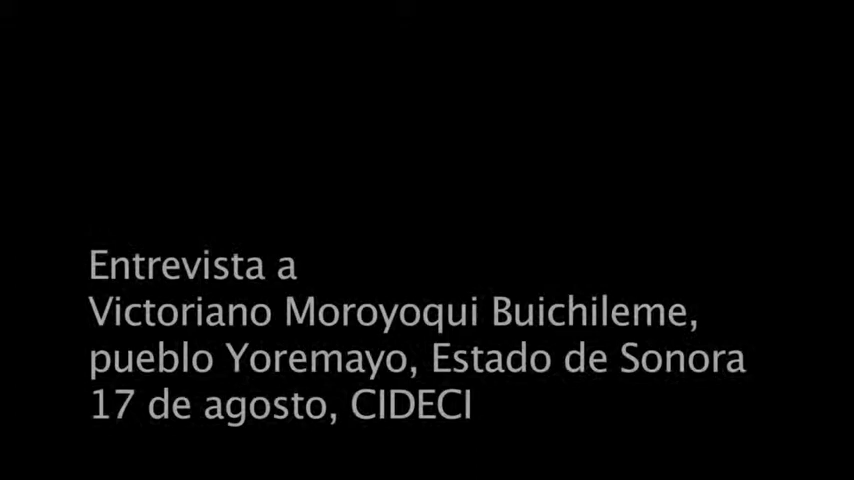 Entrevista a
Victoriano Moroyoqui Buichileme,
pueblo Yoremayo, Estado de Sonora
17 de agosto, CIDECI